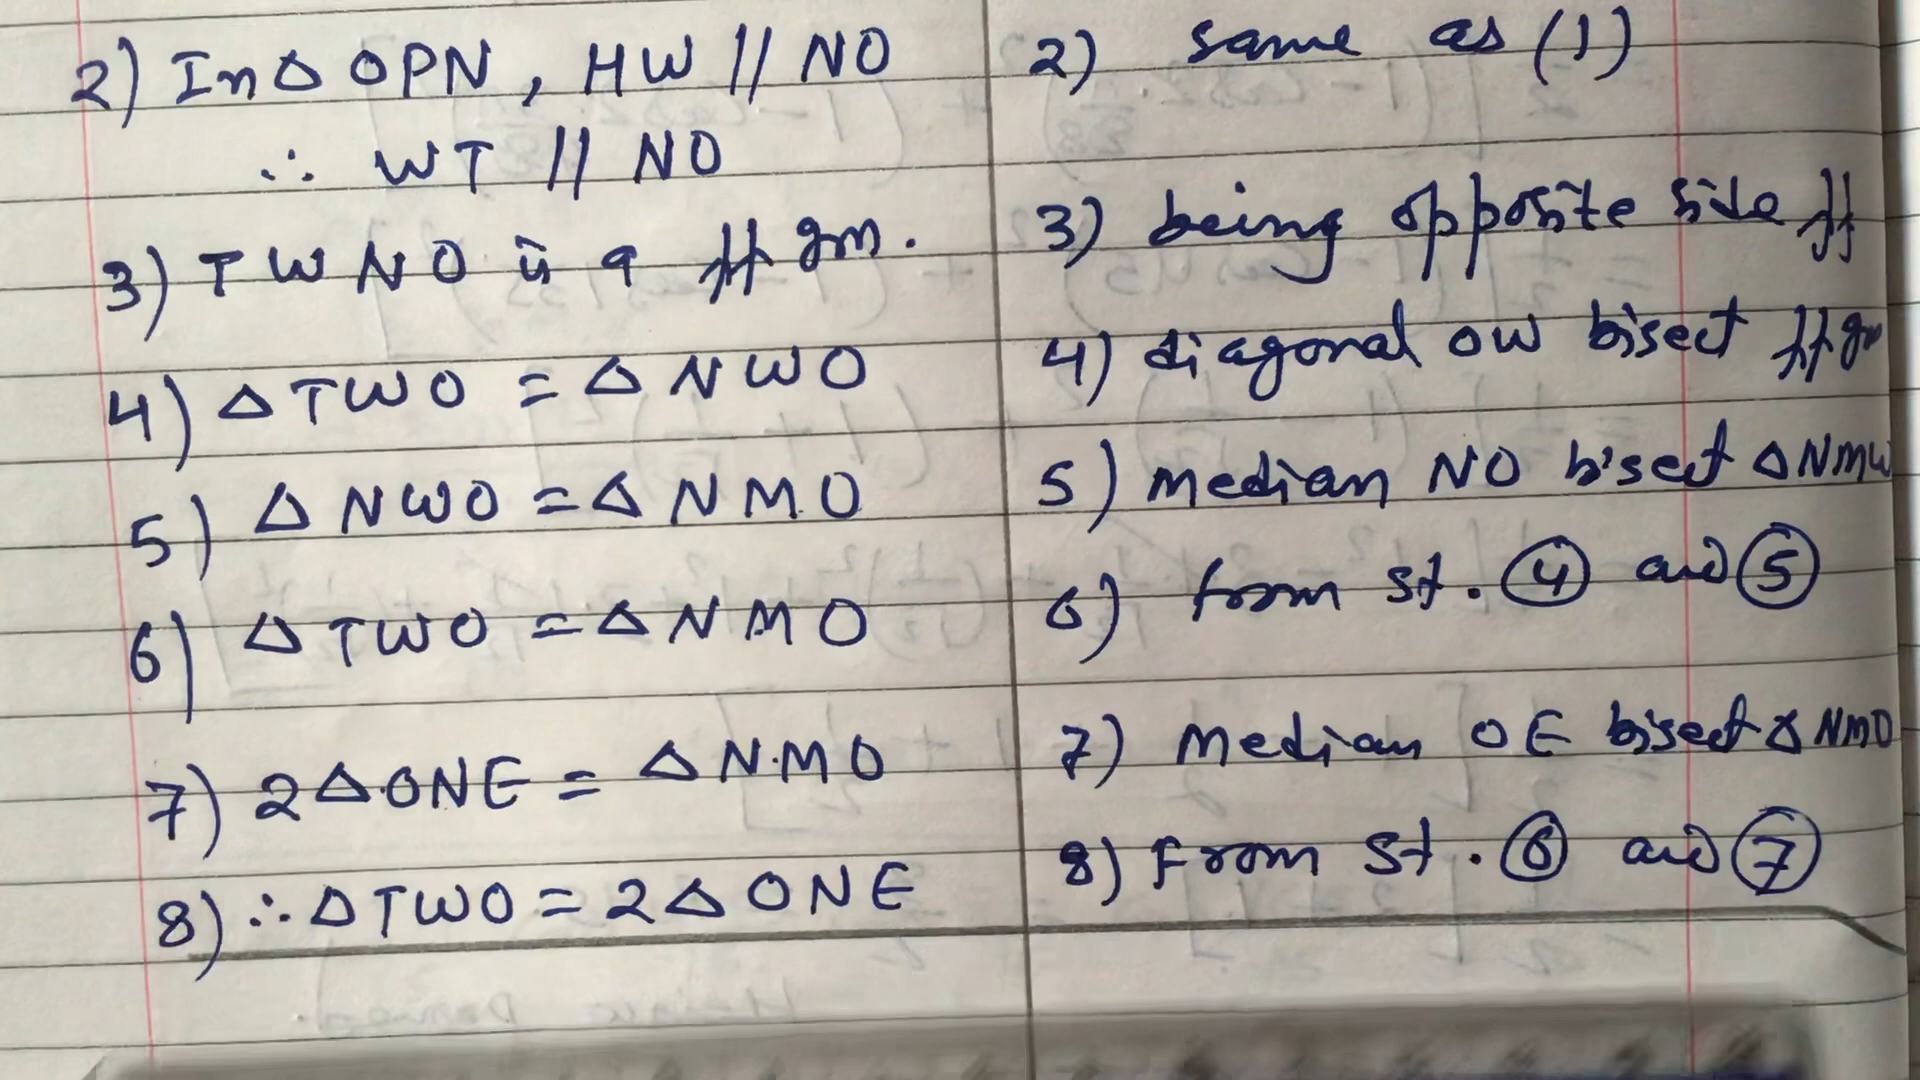 2) In △ OPN, HW // NO
2) same as (1)
∴ WT // NO
3) TWNO is a //gm.
3) being opposite side //
4) △TWO = △NWO
4) diagonal OW bisect //gm
5) △NWO = △NMO
5) Median NO bisect △NMW
6) △TWO = △NMO
6) from st. ④ and ⑤
7) 2△ONE = △NMO
7) Median OE bisect △NMO
8) ∴ △TWO = 2△ONE
8) From st. ⑥ and ⑦